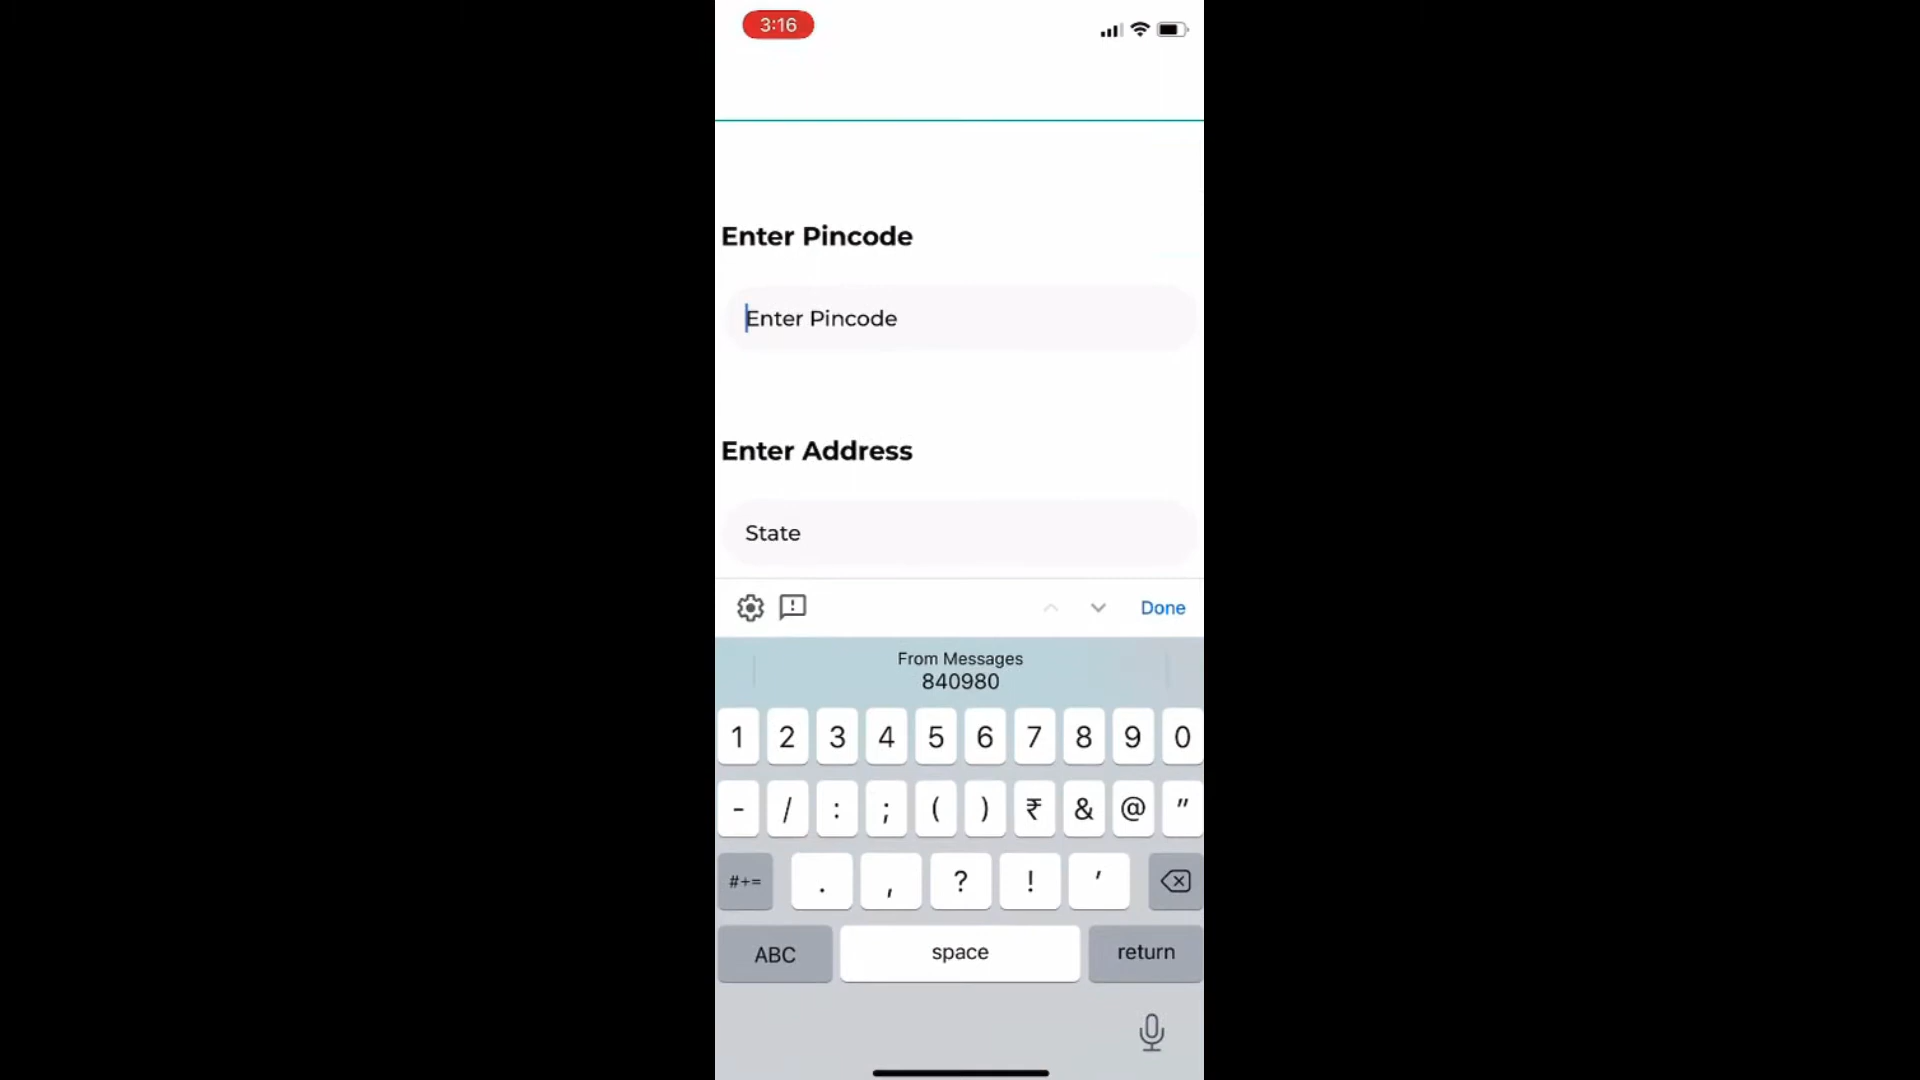 3:16
Enter Pincode
Enter Pincode
Enter Address
State
Done
From Messages
840980
1 2 3 4 5 6 7 8 9 0
- / : ; ( ) ₹ & @ "
#+= . , ? ! '
ABC space return